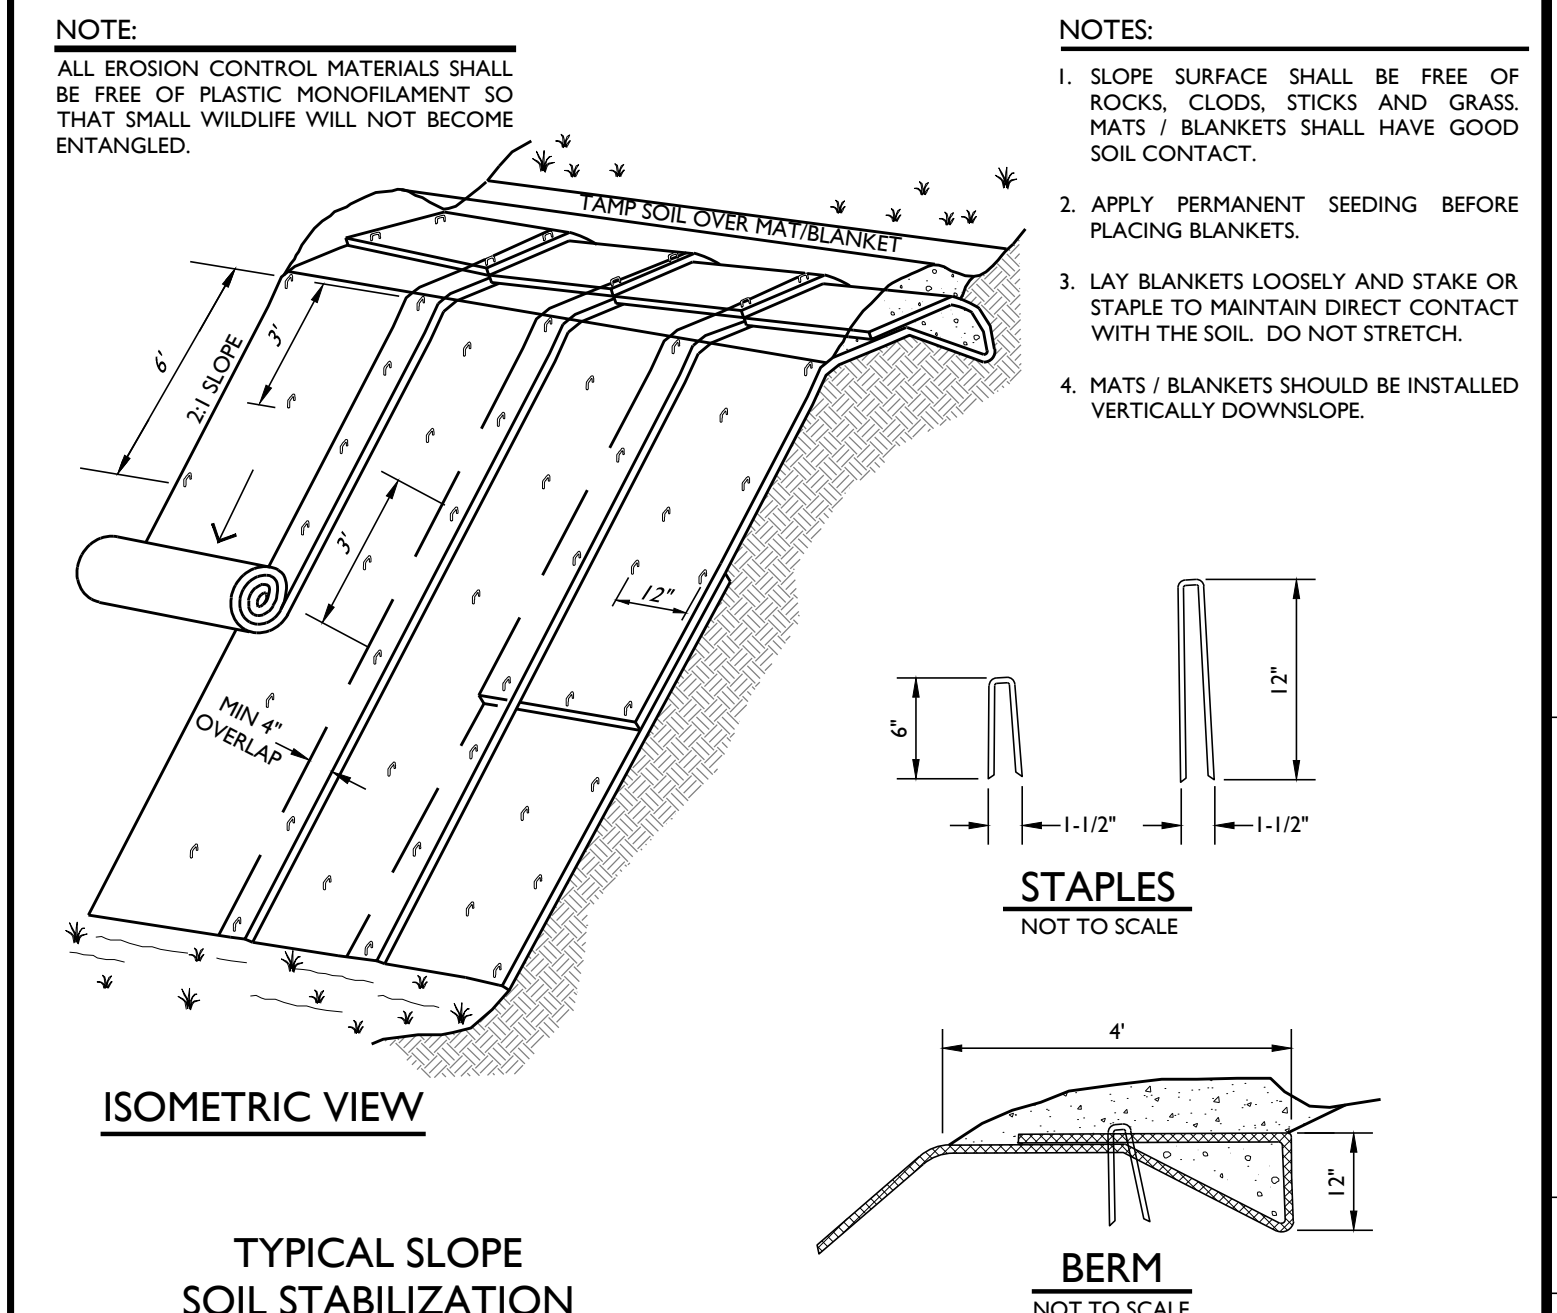 NOTE:
ALL EROSION CONTROL MATERIALS SHALL
BE FREE OF PLASTIC MONOFILAMENT SO
THAT SMALL WILDLIFE WILL NOT BECOME
ENTANGLED.
NOTES:
1. SLOPE SURFACE SHALL BE FREE OF
ROCKS, CLODS, STICKS AND GRASS.
MATS / BLANKETS SHALL HAVE GOOD
SOIL CONTACT.
2. APPLY PERMANENT SEEDING BEFORE
PLACING BLANKETS.
3. LAY BLANKETS LOOSELY AND STAKE OR
STAPLE TO MAINTAIN DIRECT CONTACT
WITH THE SOIL. DO NOT STRETCH.
4. MATS / BLANKETS SHOULD BE INSTALLED
VERTICALLY DOWNSLOPE.
TAMP SOIL OVER MAT/BLANKET
6'
2:1 SLOPE
3'
3'
12"
MIN 4"
OVERLAP
ISOMETRIC VIEW
6"
1-1/2"
12"
1-1/2"
STAPLES
NOT TO SCALE
4'
12"
BERM
NOT TO SCALE
TYPICAL SLOPE
SOIL STABILIZATION